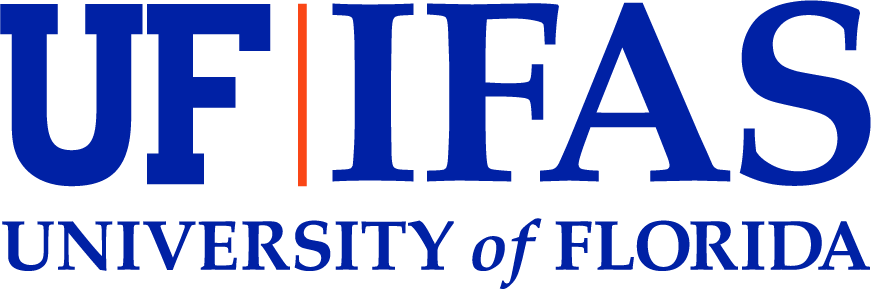 UF IFAS
UNIVERSITY of FLORIDA